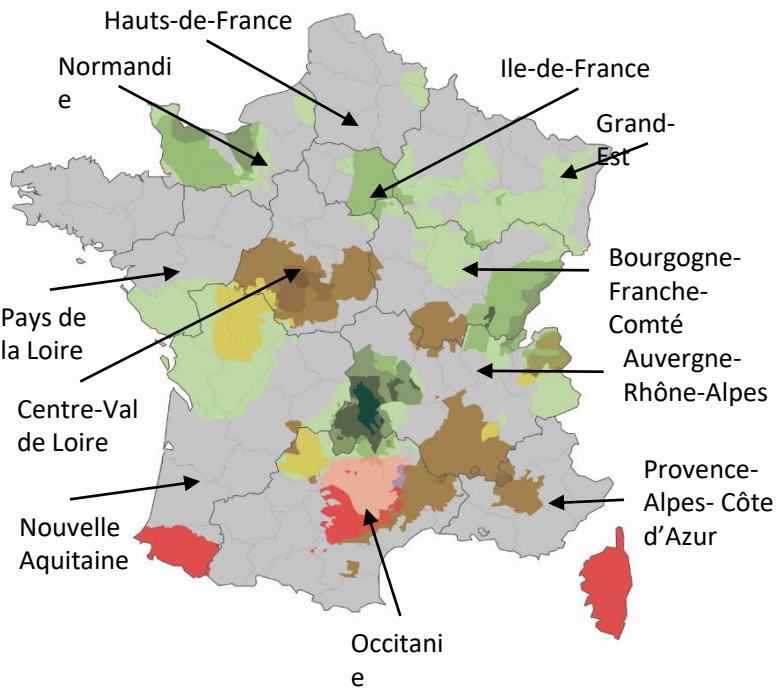 Hauts-de-France
Normandi
e
Ile-de-France
Grand-
Est
Bourgogne-
Franche-
Comté
Pays de
la Loire
Auvergne-
Rhône-Alpes
Centre-Val
de Loire
Provence-
Alpes- Côte
d’Azur
Nouvelle
Aquitaine
Occitani
e